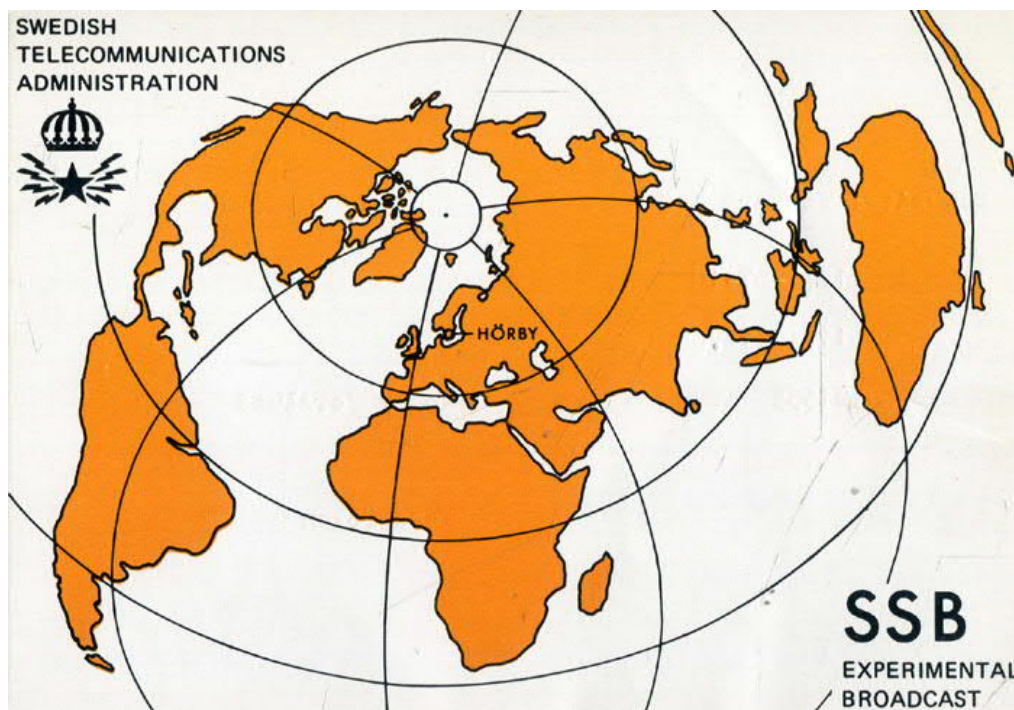 SWEDISH
TELECOMMUNICATIONS
ADMINISTRATION
HÖRBY
SSB
EXPERIMENTAL
BROADCAST